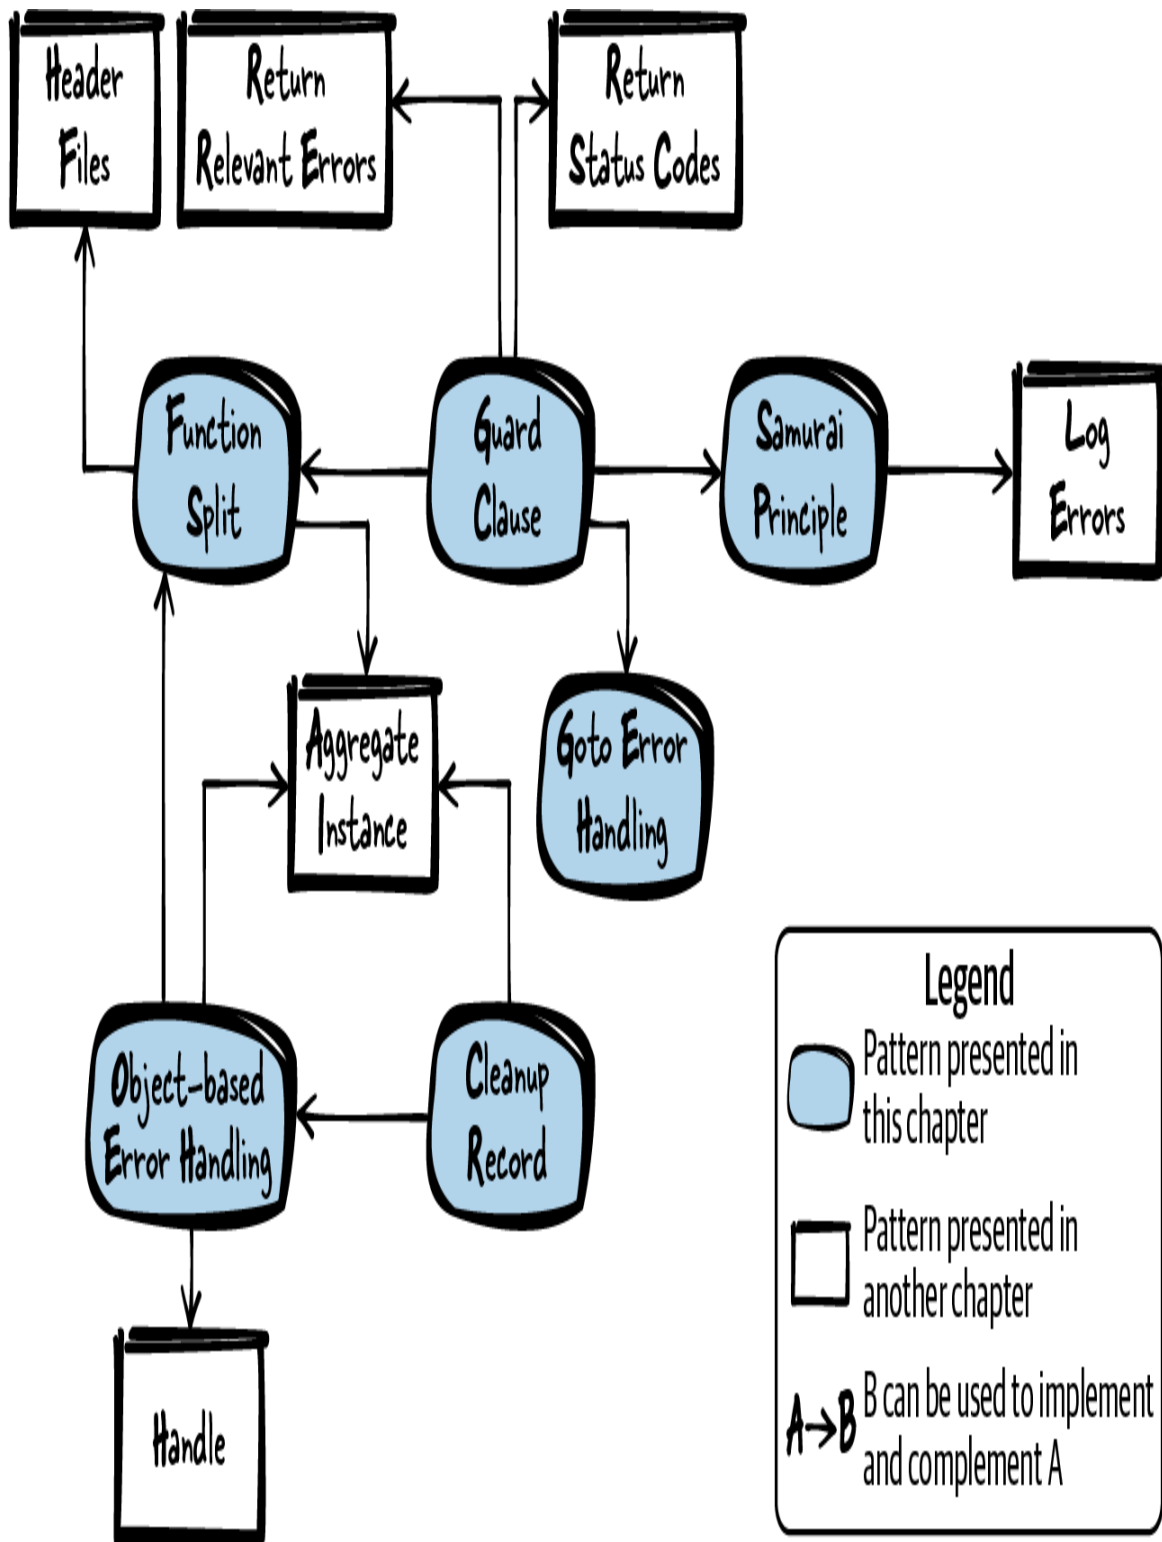 Header
Files
Return
Relevant Errors
Return
Status Codes
Function
Split
Guard
Clause
Samurai
Principle
Log
Errors
Aggregate
Instance
Goto Error
Handling
Object-based
Error Handling
Cleanup
Record
Handle
Legend
Pattern presented in
this chapter
Pattern presented in
another chapter
A→B
B can be used to implement
and complement A